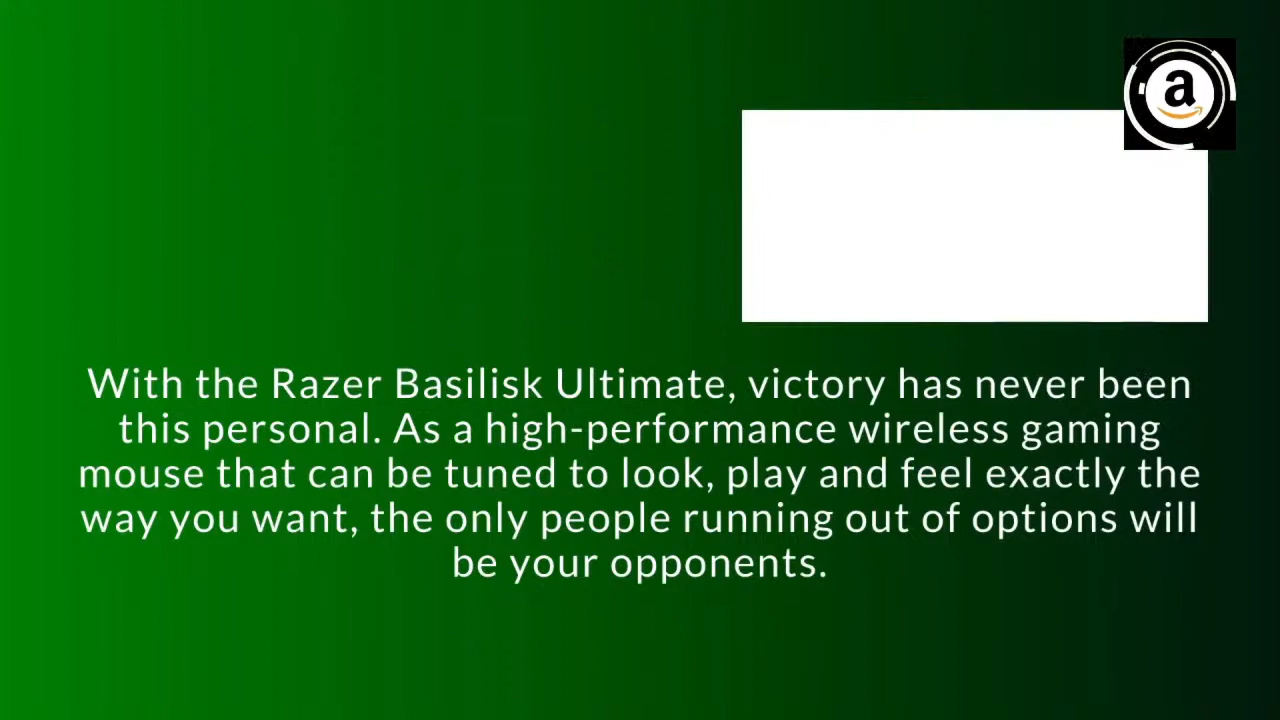 a
With the Razer Basilisk Ultimate, victory has never been
this personal. As a high-performance wireless gaming
mouse that can be tuned to look, play and feel exactly the
way you want, the only people running out of options will
be your opponents.